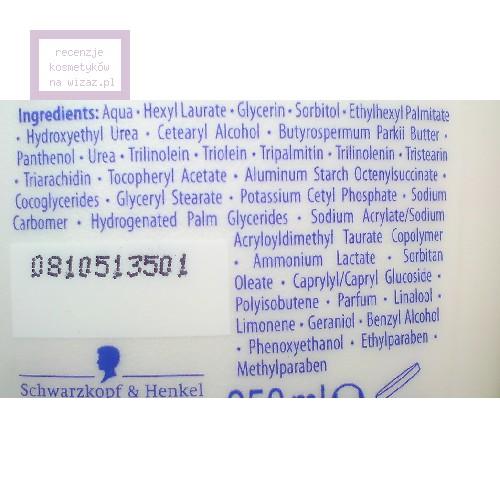 recenzje
kosmetyków
na wizaz.pl
Ingredients: Aqua • Hexyl Laurate • Glycerin • Sorbitol • Ethylhexyl Palmitate
• Hydroxyethyl Urea • Cetearyl Alcohol • Butyrospermum Parkii Butter •
Panthenol • Urea • Trilinolein • Triolein • Tripalmitin • Trilinolenin • Tristearin
• Triarachidin • Tocopheryl Acetate • Aluminum Starch Octenylsuccinate •
Cocoglycerides • Glyceryl Stearate • Potassium Cetyl Phosphate • Sodium
Carbomer • Hydrogenated Palm Glycerides • Sodium Acrylate/Sodium
Acryloyldimethyl Taurate Copolymer
• Ammonium Lactate • Sorbitan
Oleate • Caprylyl/Capryl Glucoside •
Polyisobutene • Parfum • Linalool •
Limonene • Geraniol • Benzyl Alcohol
• Phenoxyethanol • Ethylparaben •
Methylparaben
0810513501
Schwarzkopf & Henkel
250 ml